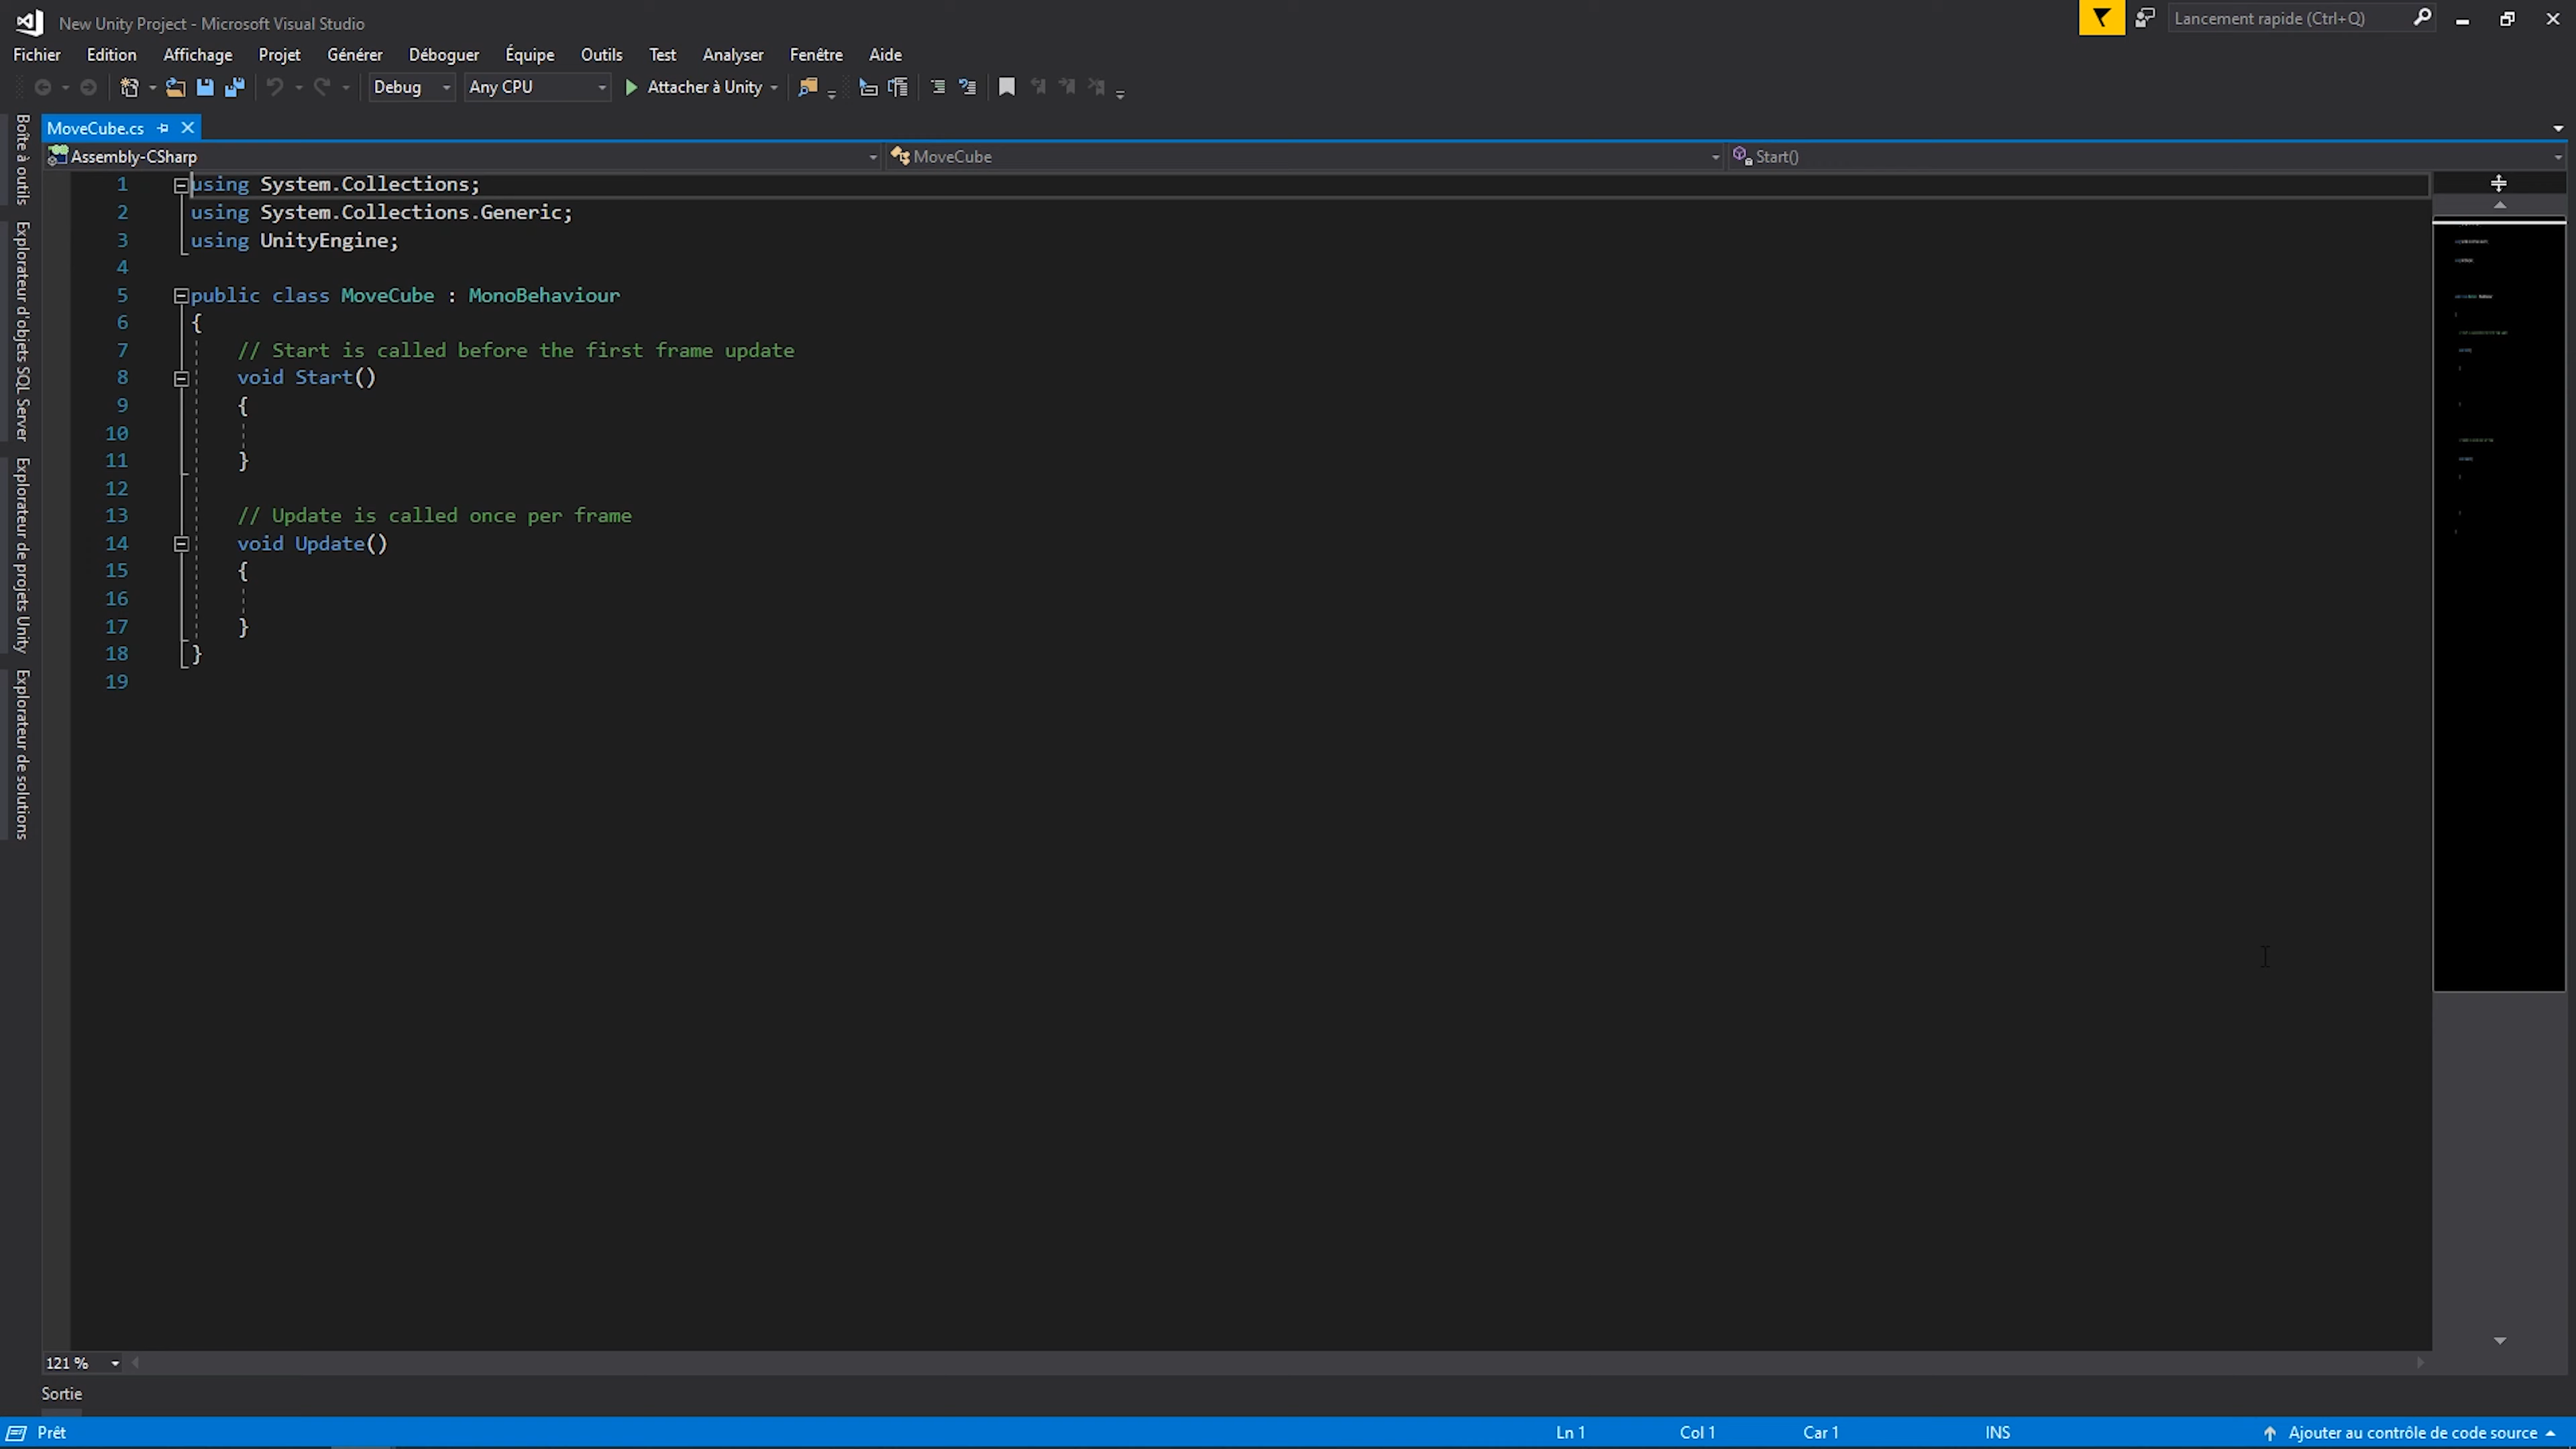 New Unity Project - Microsoft Visual Studio
Lancement rapide (Ctrl+Q)
Fichier Edition Affichage Projet Générer Déboguer Équipe Outils Test Analyser Fenêtre Aide
Debug Any CPU Attacher à Unity
MoveCube.cs
Assembly-CSharp MoveCube Start()
Boîte à outils
Explorateur d'objets SQL Server
Explorateur de projets Unity
Explorateur de solutions
1 using System.Collections;
2 using System.Collections.Generic;
3 using UnityEngine;
4
5 public class MoveCube : MonoBehaviour
6 {
7 // Start is called before the first frame update
8 void Start()
9 {
10
11 }
12
13 // Update is called once per frame
14 void Update()
15 {
16
17 }
18 }
19
121 %
Sortie
Prêt Ln 1 Col 1 Car 1 INS Ajouter au contrôle de code source